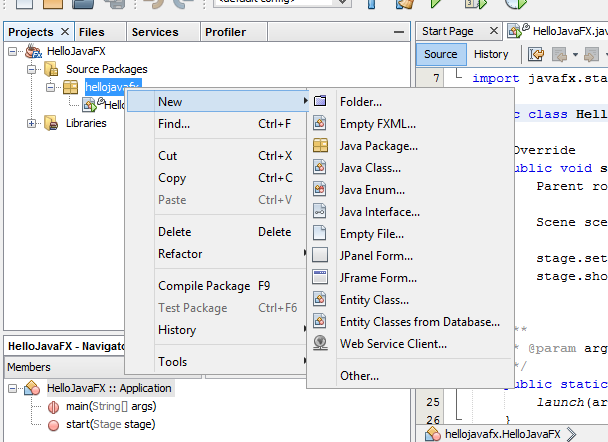 <default config>
Projects X Files Services Profiler
HelloJavaFX
Source Packages
hellojavafx
Libraries
New
Find... Ctrl+F
Cut Ctrl+X
Copy Ctrl+C
Paste Ctrl+V
Delete Delete
Refactor
Compile Package F9
Test Package Ctrl+F6
History
Tools
Folder...
Empty FXML...
Java Package...
Java Class...
Java Enum...
Java Interface...
Empty File...
JPanel Form...
JFrame Form...
Entity Class...
Entity Classes from Database...
Web Service Client...
Other...
Start Page X HelloJavaFX.jav
Source History
7 import javafx.sta
c class Hell
Override
public void s
Parent ro
Scene sce
stage.set
stage.sho
**
* @param arg
*/
public static
25 launch(ar
26 }
hellojavafx.HelloJavaFX
HelloJavaFX - Navigato
Members
HelloJavaFX :: Application
main(String[] args)
start(Stage stage)